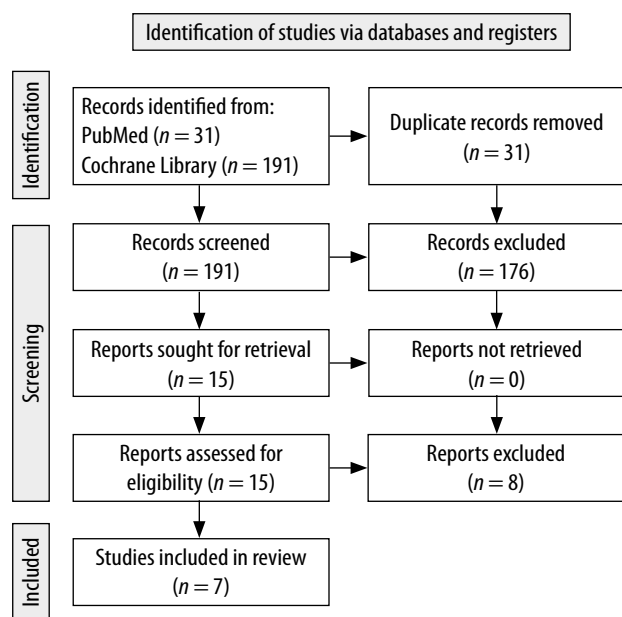 Identification of studies via databases and registers
Identification
Records identified from:
PubMed (n = 31)
Cochrane Library (n = 191)
Duplicate records removed
(n = 31)
Screening
Records screened
(n = 191)
Records excluded
(n = 176)
Reports sought for retrieval
(n = 15)
Reports not retrieved
(n = 0)
Reports assessed for
eligibility (n = 15)
Reports excluded
(n = 8)
Included
Studies included in review
(n = 7)